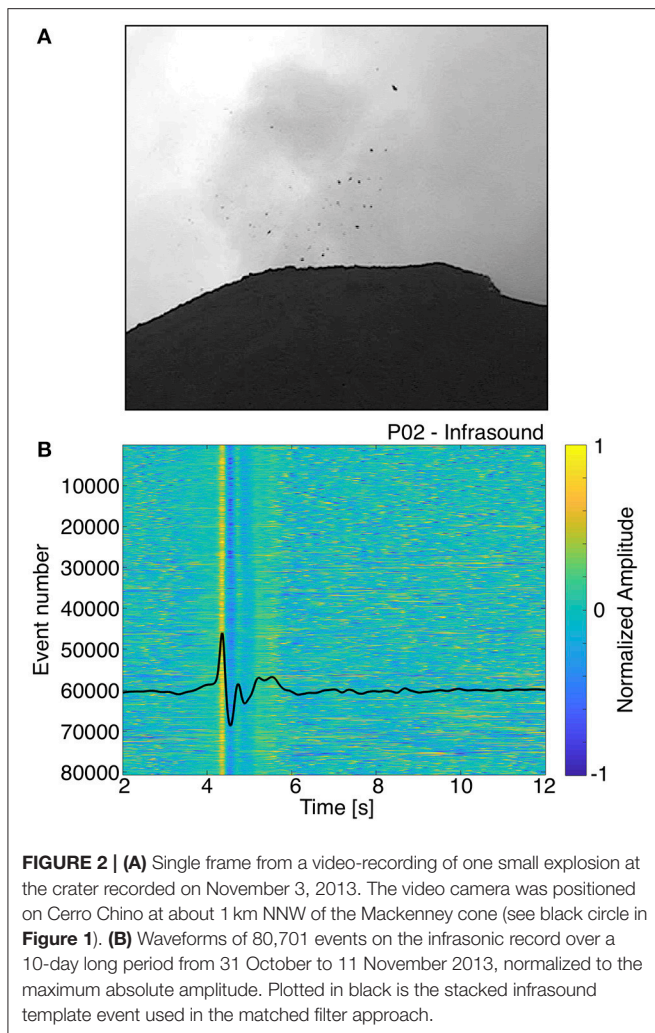 A
B
P02 - Infrasound
10000
20000
30000
40000
50000
60000
70000
80000
Event number
2
4
6
8
10
12
Time [s]
1
0
-1
Normalized Amplitude
FIGURE 2 | (A) Single frame from a video-recording of one small explosion at
the crater recorded on November 3, 2013. The video camera was positioned
on Cerro Chino at about 1 km NNW of the Mackenney cone (see black circle in
Figure 1). (B) Waveforms of 80,701 events on the infrasonic record over a
10-day long period from 31 October to 11 November 2013, normalized to the
maximum absolute amplitude. Plotted in black is the stacked infrasound
template event used in the matched filter approach.